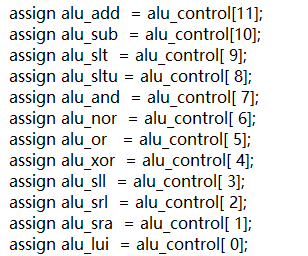 assign alu_add  = alu_control[11];
assign alu_sub  = alu_control[10];
assign alu_slt  = alu_control[ 9];
assign alu_sltu = alu_control[ 8];
assign alu_and  = alu_control[ 7];
assign alu_nor  = alu_control[ 6];
assign alu_or   = alu_control[ 5];
assign alu_xor  = alu_control[ 4];
assign alu_sll  = alu_control[ 3];
assign alu_srl  = alu_control[ 2];
assign alu_sra  = alu_control[ 1];
assign alu_lui  = alu_control[ 0];